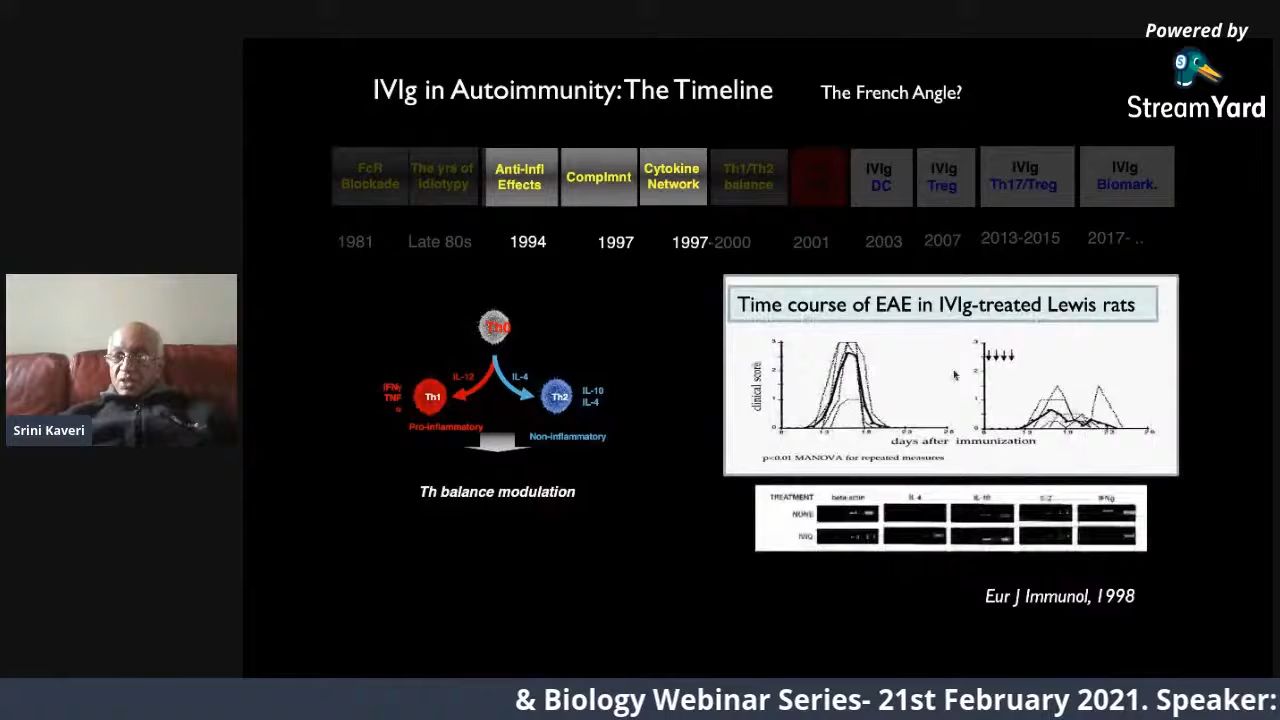 Powered by
StreamYard
IVIg in Autoimmunity: The Timeline
The French Angle?
FcR
Blockade
The yrs of
Idiotypy
Anti-Infl
Effects
Complmnt
Cytokine
Network
Th1/Th2
balance
IVIg
DC
IVIg
Treg
IVIg
Th17/Treg
IVIg
Biomark.
1981
Late 80s
1994
1997
1997-2000
2001
2003
2007
2013-2015
2017- ..
Th0
IL-12
IL-4
IFNγ
TNF
α
Th1
Th2
IL-10
IL-4
Pro-inflammatory
Non-inflammatory
Th balance modulation
Time course of EAE in IVIg-treated Lewis rats
clinical score
days after immunization
p<0.01 MANOVA for repeated measures
TREATMENT beta-actin IL-4 IL-10 IL-2 IFNg
NONE
IVIG
Eur J Immunol, 1998
Srini Kaveri
& Biology Webinar Series- 21st February 2021. Speaker: